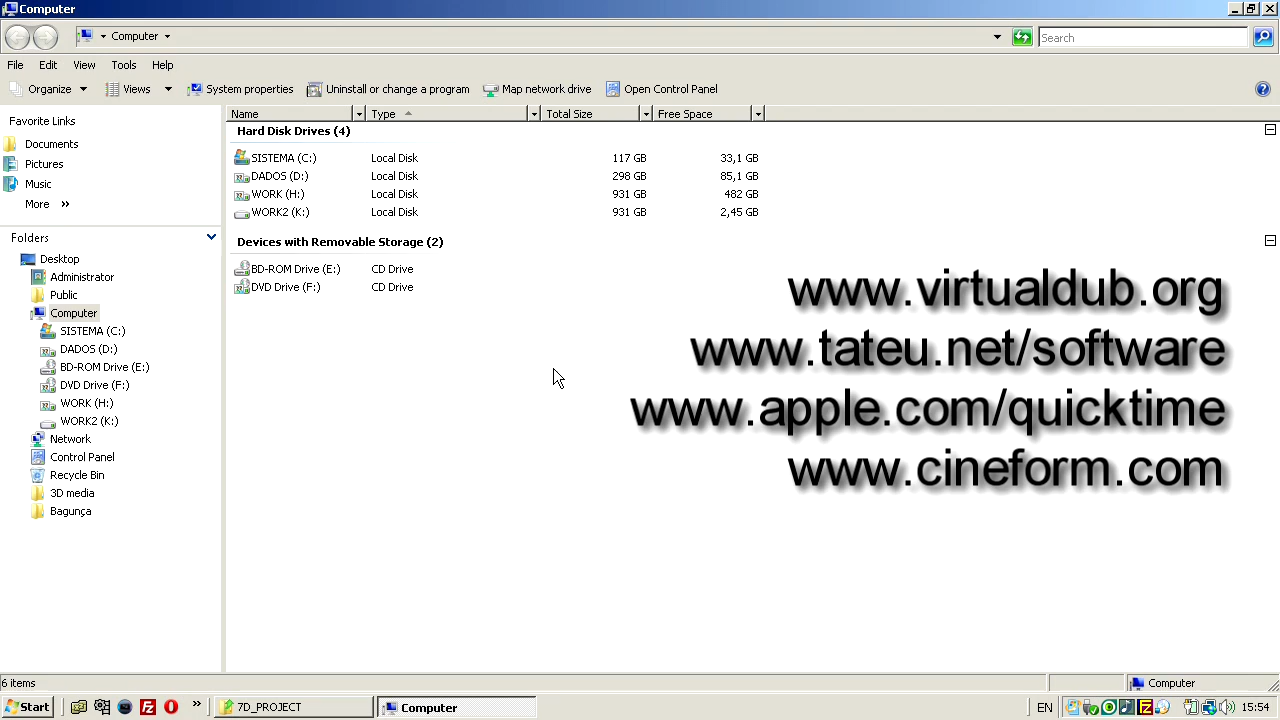 Computer
Computer
Search
File Edit View Tools Help
Organize Views System properties Uninstall or change a program Map network drive Open Control Panel
Favorite Links
Documents
Pictures
Music
More »
Folders
Desktop
Administrator
Public
Computer
SISTEMA (C:)
DADOS (D:)
BD-ROM Drive (E:)
DVD Drive (F:)
WORK (H:)
WORK2 (K:)
Network
Control Panel
Recycle Bin
3D media
Bagunça
Name Type Total Size Free Space
Hard Disk Drives (4)
SISTEMA (C:) Local Disk 117 GB 33,1 GB
DADOS (D:) Local Disk 298 GB 85,1 GB
WORK (H:) Local Disk 931 GB 482 GB
WORK2 (K:) Local Disk 931 GB 2,45 GB
Devices with Removable Storage (2)
BD-ROM Drive (E:) CD Drive
DVD Drive (F:) CD Drive
www.virtualdub.org
www.tateu.net/software
www.apple.com/quicktime
www.cineform.com
6 items
Computer
Start » 7D_PROJECT Computer EN 15:54